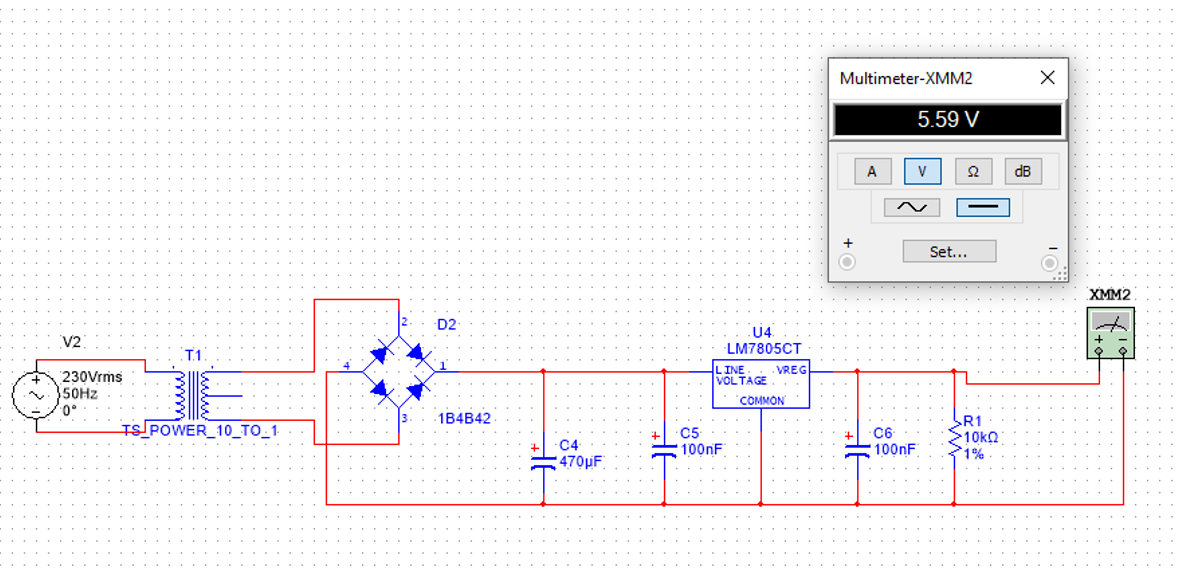 Multimeter-XMM2
5.59 V
A
V
Ω
dB
+
Set...
−
XMM2
+ −
V2
+
230Vrms
50Hz
0°
T1
TS_POWER_10_TO_1
2
D2
4
1
3
1B4B42
+
C4
470µF
+
C5
100nF
U4
LM7805CT
LINE VREG
VOLTAGE
COMMON
+
C6
100nF
R1
10kΩ
1%